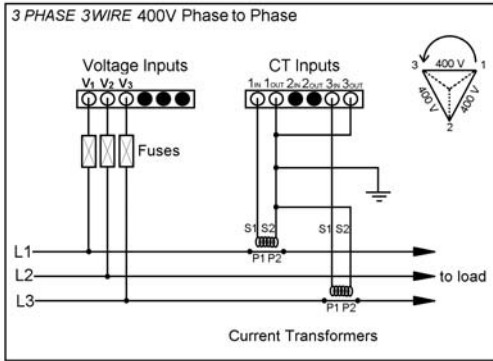 3 PHASE 3WIRE 400V Phase to Phase
Voltage Inputs
V1 V2 V3
CT Inputs
1IN 1OUT 2IN 2OUT 3IN 3OUT
3 400 V 1
400 V 400 V
2
Fuses
S1 S2
S1 S2
L1
P1 P2
L2
to load
L3
P1 P2
Current Transformers